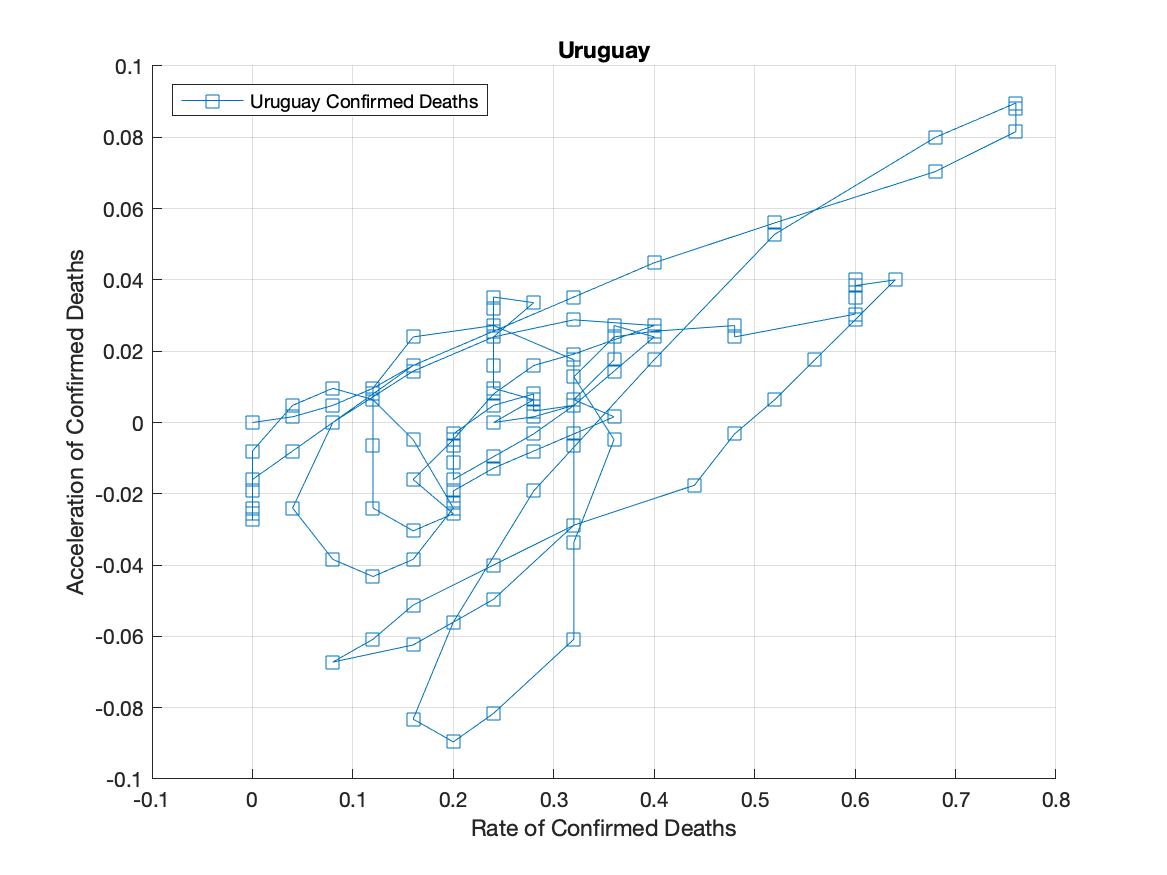 Uruguay
Uruguay Confirmed Deaths
0.1
0.08
0.06
0.04
0.02
0
-0.02
-0.04
-0.06
-0.08
-0.1
Acceleration of Confirmed Deaths
-0.1 0 0.1 0.2 0.3 0.4 0.5 0.6 0.7 0.8
Rate of Confirmed Deaths